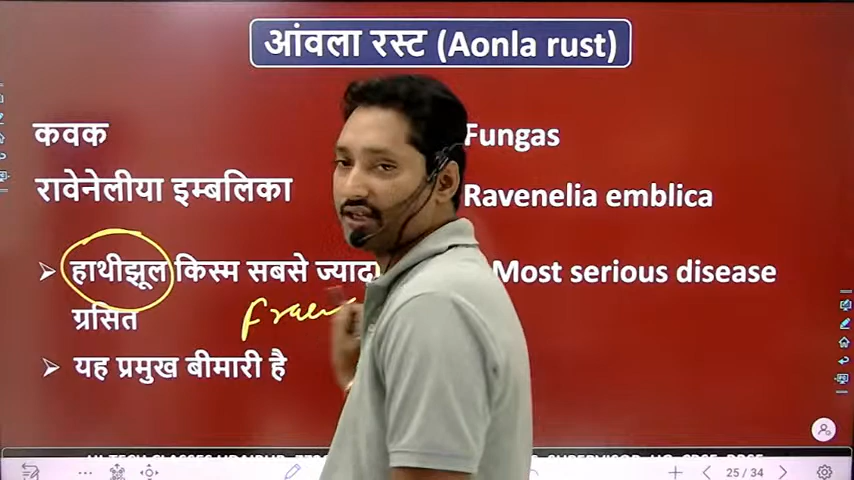 आंवला रस्ट (Aonla rust)
कवक
Fungas
रावेनेलीया इम्बलिका
Ravenelia emblica
➤ हाथीझूल किस्म सबसे ज्यादा
ग्रसित
Most serious disease
➤ यह प्रमुख बीमारी है
25 / 34